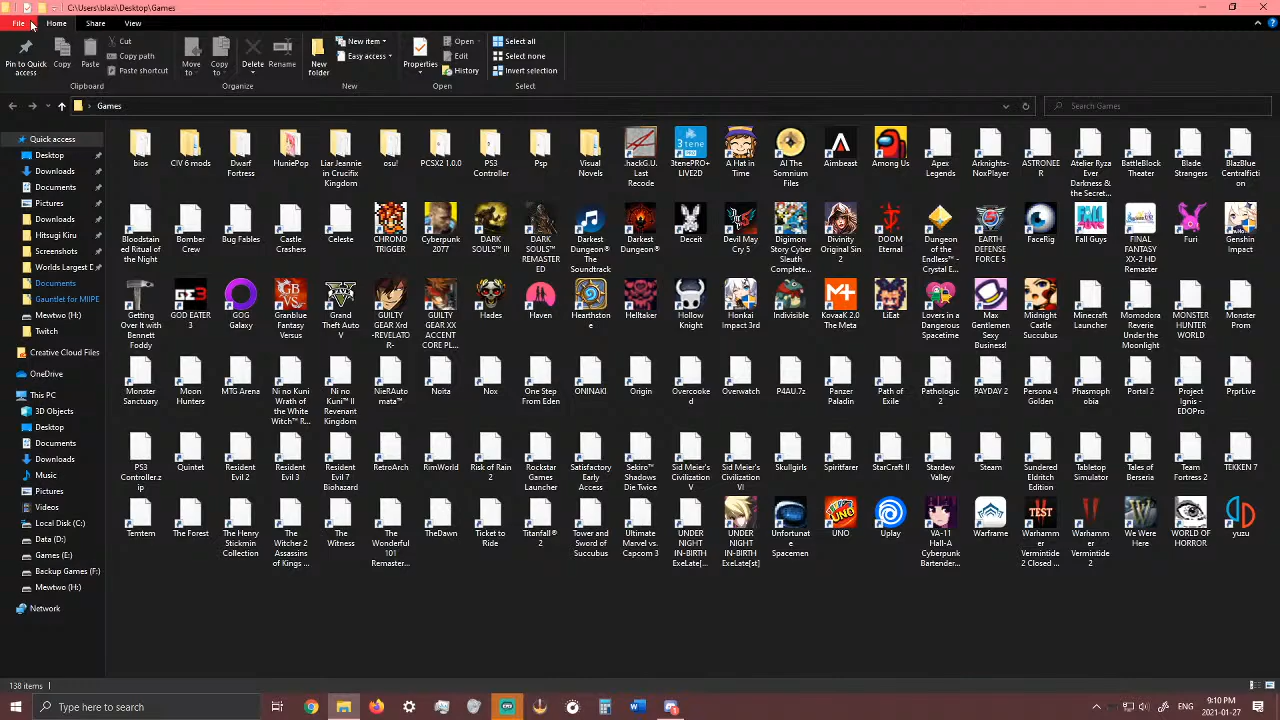 C:\Users\blazi\Desktop\Games
File Home Share View
Pin to Quick access
Copy
Paste
Cut
Copy path
Paste shortcut
Clipboard
Move to
Copy to
Delete
Rename
Organize
New folder
New item
Easy access
New
Properties
Open
Edit
History
Open
Select all
Select none
Invert selection
Select
Games
Search Games
Quick access
Desktop
Downloads
Documents
Pictures
Downloads
Hitsugi Kiru
Screenshots
Worlds Largest D
Documents
Gauntlet for MIIPE
Mewtwo (H:)
Twitch
Creative Cloud Files
OneDrive
This PC
3D Objects
Desktop
Documents
Downloads
Music
Pictures
Videos
Local Disk (C:)
Data (D:)
Games (E:)
Backup Games (F:)
Mewtwo (H:)
Network
bios
CIV 6 mods
Dwarf Fortress
HuniePop
Liar Jeannie in Crucifix Kingdom
osu!
PCSX2 1.0.0
PS3 Controller
Psp
Visual Novels
.hackG.U. Last Recode
3tenePRO+ LIVE2D
A Hat in Time
AI The Somnium Files
Aimbeast
Among Us
Apex Legends
Arknights- NoxPlayer
ASTRONEER
Atelier Ryza Ever Darkness & the Secret...
BattleBlock Theater
Blade Strangers
BlazBlue Centralfiction
Bloodstained Ritual of the Night
Bomber Crew
Bug Fables
Castle Crashers
Celeste
CHRONO TRIGGER
Cyberpunk 2077
DARK SOULS™ III
DARK SOULS™ REMASTERED
Darkest Dungeon® The Soundtrack
Darkest Dungeon®
Deceit
Devil May Cry 5
Digimon Story Cyber Sleuth Complete...
Divinity Original Sin 2
DOOM Eternal
Dungeon of the Endless™ - Crystal E...
EARTH DEFENSE FORCE 5
FaceRig
Fall Guys
FINAL FANTASY XX-2 HD Remaster
Furi
Genshin Impact
Getting Over It with Bennett Foddy
GOD EATER 3
GOG Galaxy
Granblue Fantasy Versus
Grand Theft Auto V
GUILTY GEAR Xrd -REVELATOR-
GUILTY GEAR XX ACCENT CORE PL...
Hades
Haven
Hearthstone
Helltaker
Hollow Knight
Honkai Impact 3rd
Indivisible
KovaaK 2.0 The Meta
LiEat
Lovers in a Dangerous Spacetime
Max Gentlemen Sexy Business!
Midnight Castle Succubus
Minecraft Launcher
Momodora Reverie Under the Moonlight
MONSTER HUNTER WORLD
Monster Prom
Monster Sanctuary
Moon Hunters
MTG Arena
Ni no Kuni Wrath of the White Witch™ R...
Ni no Kuni™ II Revenant Kingdom
NieRAutomata™
Noita
Nox
One Step From Eden
ONINAKI
Origin
Overcooked
Overwatch
P4AU.7z
Panzer Paladin
Path of Exile
Pathologic 2
PAYDAY 2
Persona 4 Golden
Phasmophobia
Portal 2
Project Ignis - EDOPro
PrprLive
PS3 Controller.zip
Quintet
Resident Evil 2
Resident Evil 3
Resident Evil 7 Biohazard
RetroArch
RimWorld
Risk of Rain 2
Rockstar Games Launcher
Satisfactory Early Access
Sekiro™ Shadows Die Twice
Sid Meier's Civilization V
Sid Meier's Civilization VI
Skullgirls
Spiritfarer
StarCraft II
Stardew Valley
Steam
Sundered Eldritch Edition
Tabletop Simulator
Tales of Berseria
Team Fortress 2
TEKKEN 7
Temtem
The Forest
The Henry Stickmin Collection
The Witcher 2 Assassins of Kings ...
The Witness
The Wonderful 101 Remaster...
TheDawn
Ticket to Ride
Titanfall® 2
Tower and Sword of Succubus
Ultimate Marvel vs. Capcom 3
UNDER NIGHT IN-BIRTH ExeLate[...
UNDER NIGHT IN-BIRTH ExeLate[st]
Unfortunate Spacemen
UNO
Uplay
VA-11 Hall-A Cyberpunk Bartender...
Warframe
Warhammer Vermintide 2 Closed ...
Warhammer Vermintide 2
We Were Here
WORLD OF HORROR
yuzu
138 items
Type here to search
ENG
9:10 PM
2021-01-27